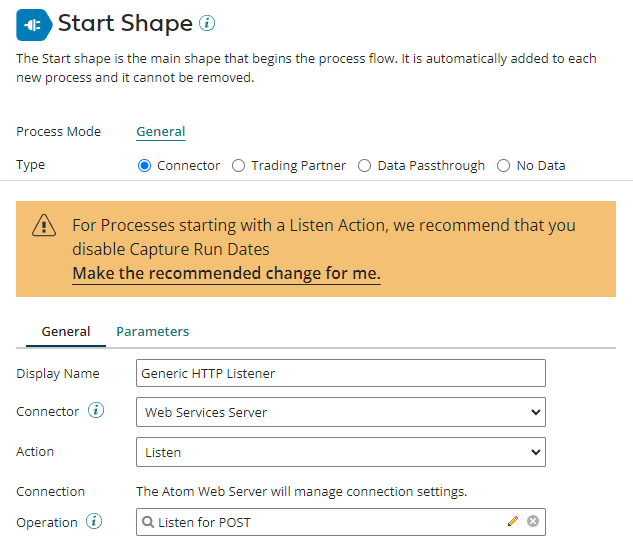 Start Shape
The Start shape is the main shape that begins the process flow. It is automatically added to each
new process and it cannot be removed.
Process Mode General
Type Connector Trading Partner Data Passthrough No Data
For Processes starting with a Listen Action, we recommend that you
disable Capture Run Dates
Make the recommended change for me.
General Parameters
Display Name Generic HTTP Listener
Connector Web Services Server
Action Listen
Connection The Atom Web Server will manage connection settings.
Operation Listen for POST